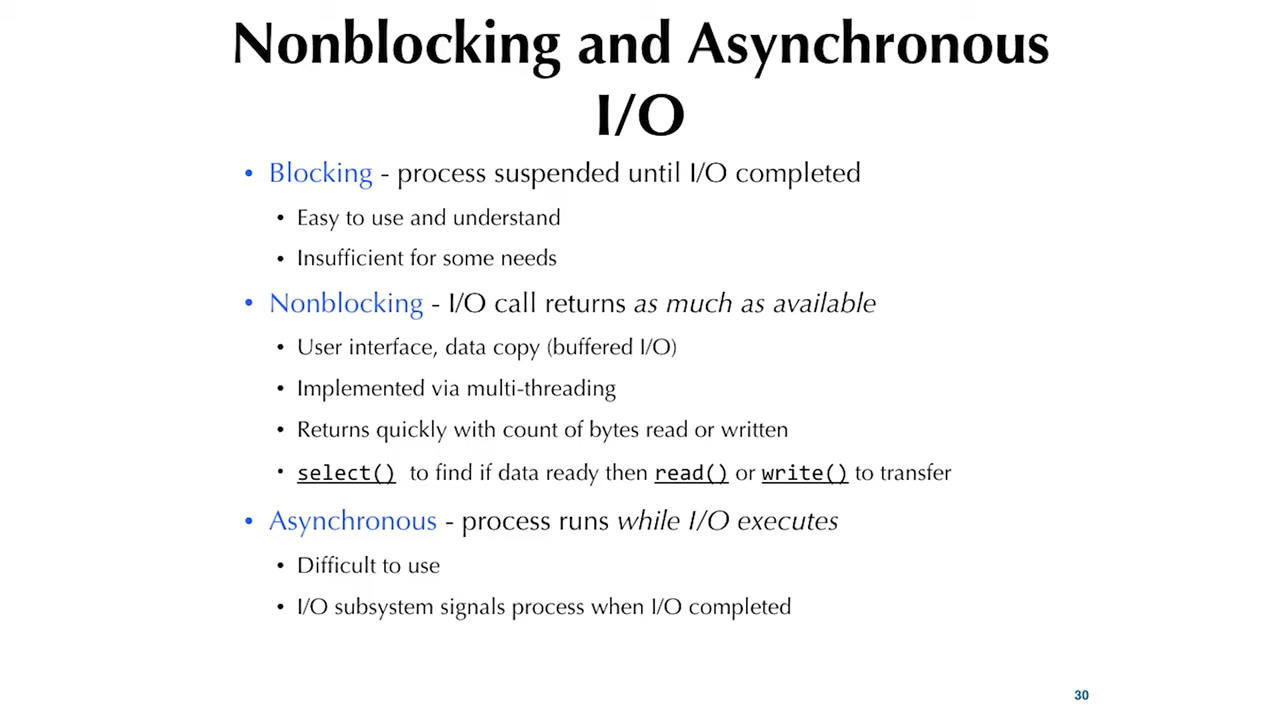 Nonblocking and Asynchronous
I/O
• Blocking - process suspended until I/O completed
• Easy to use and understand
• Insufficient for some needs
• Nonblocking - I/O call returns as much as available
• User interface, data copy (buffered I/O)
• Implemented via multi-threading
• Returns quickly with count of bytes read or written
• select() to find if data ready then read() or write() to transfer
• Asynchronous - process runs while I/O executes
• Difficult to use
• I/O subsystem signals process when I/O completed
30